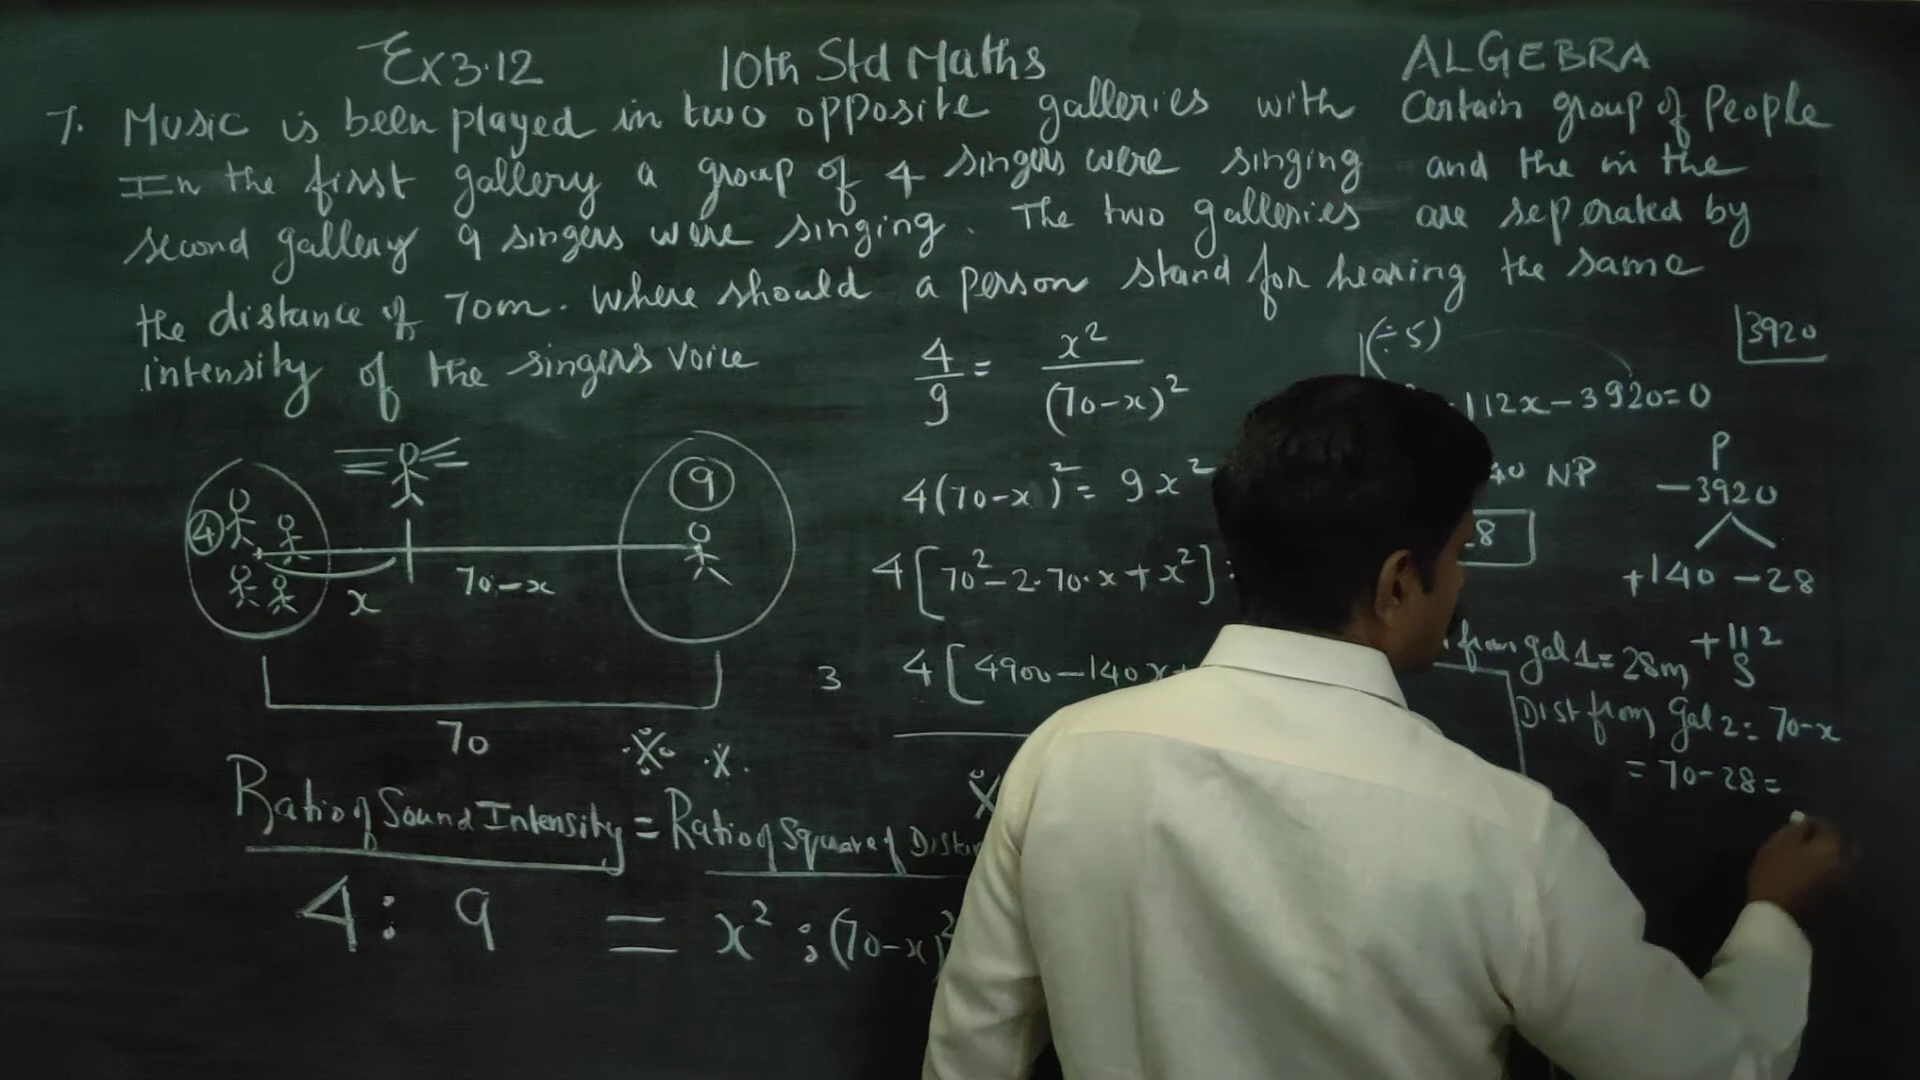 Ex 3.12 10th Std Maths ALGEBRA
7. Music is been played in two opposite galleries with Certain group of People
In the first gallery a group of 4 singers were singing and the in the
second gallery 9 singers were singing. The two galleries are seperated by
the distance of 70m. Where should a person stand for hearing the same
intensity of the singers voice
4/9 = x²/(70-x)²
4(70-x)² = 9x²
4[70²-2·70·x+x²]
3 4[4900-140x+
(÷5)
112x-3920=0
40 NP
8
3920
P
-3920
+140 -28
+112
S
from gal 1 = 28m
Dist from gal 2 = 70-x
= 70-28 =
4
9
x 70-x
70
Ratio of Sound Intensity = Ratio of Square of
4 : 9 = x² : (70-x)²